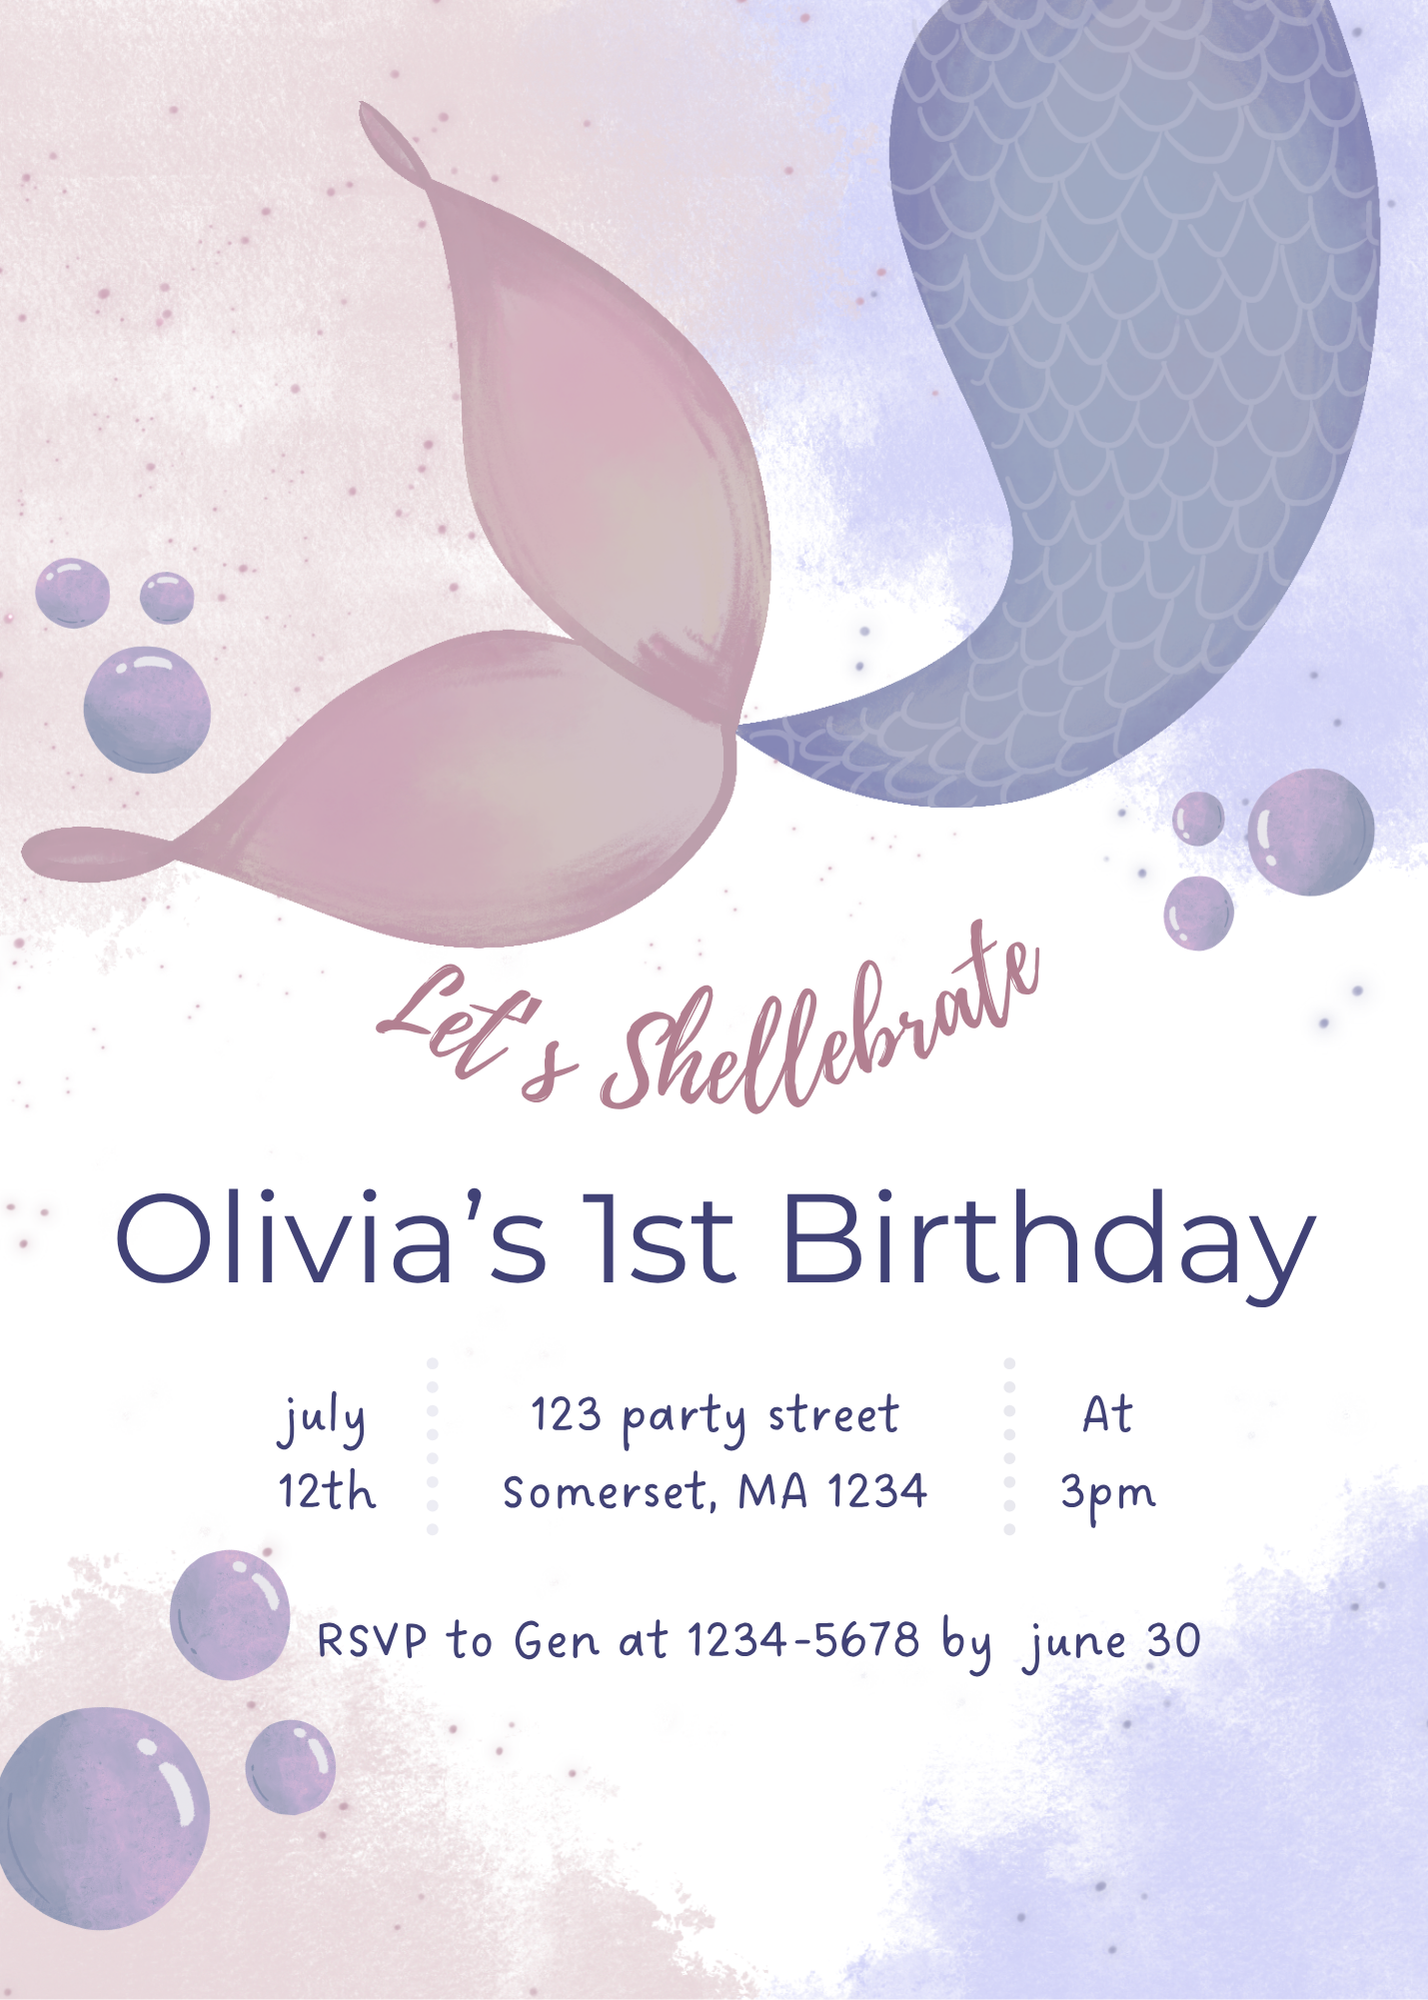 Let's Shellebrate
Olivia’s 1st Birthday
july
12th
123 party street
Somerset, MA 1234
At
3pm
RSVP to Gen at 1234-5678 by june 30